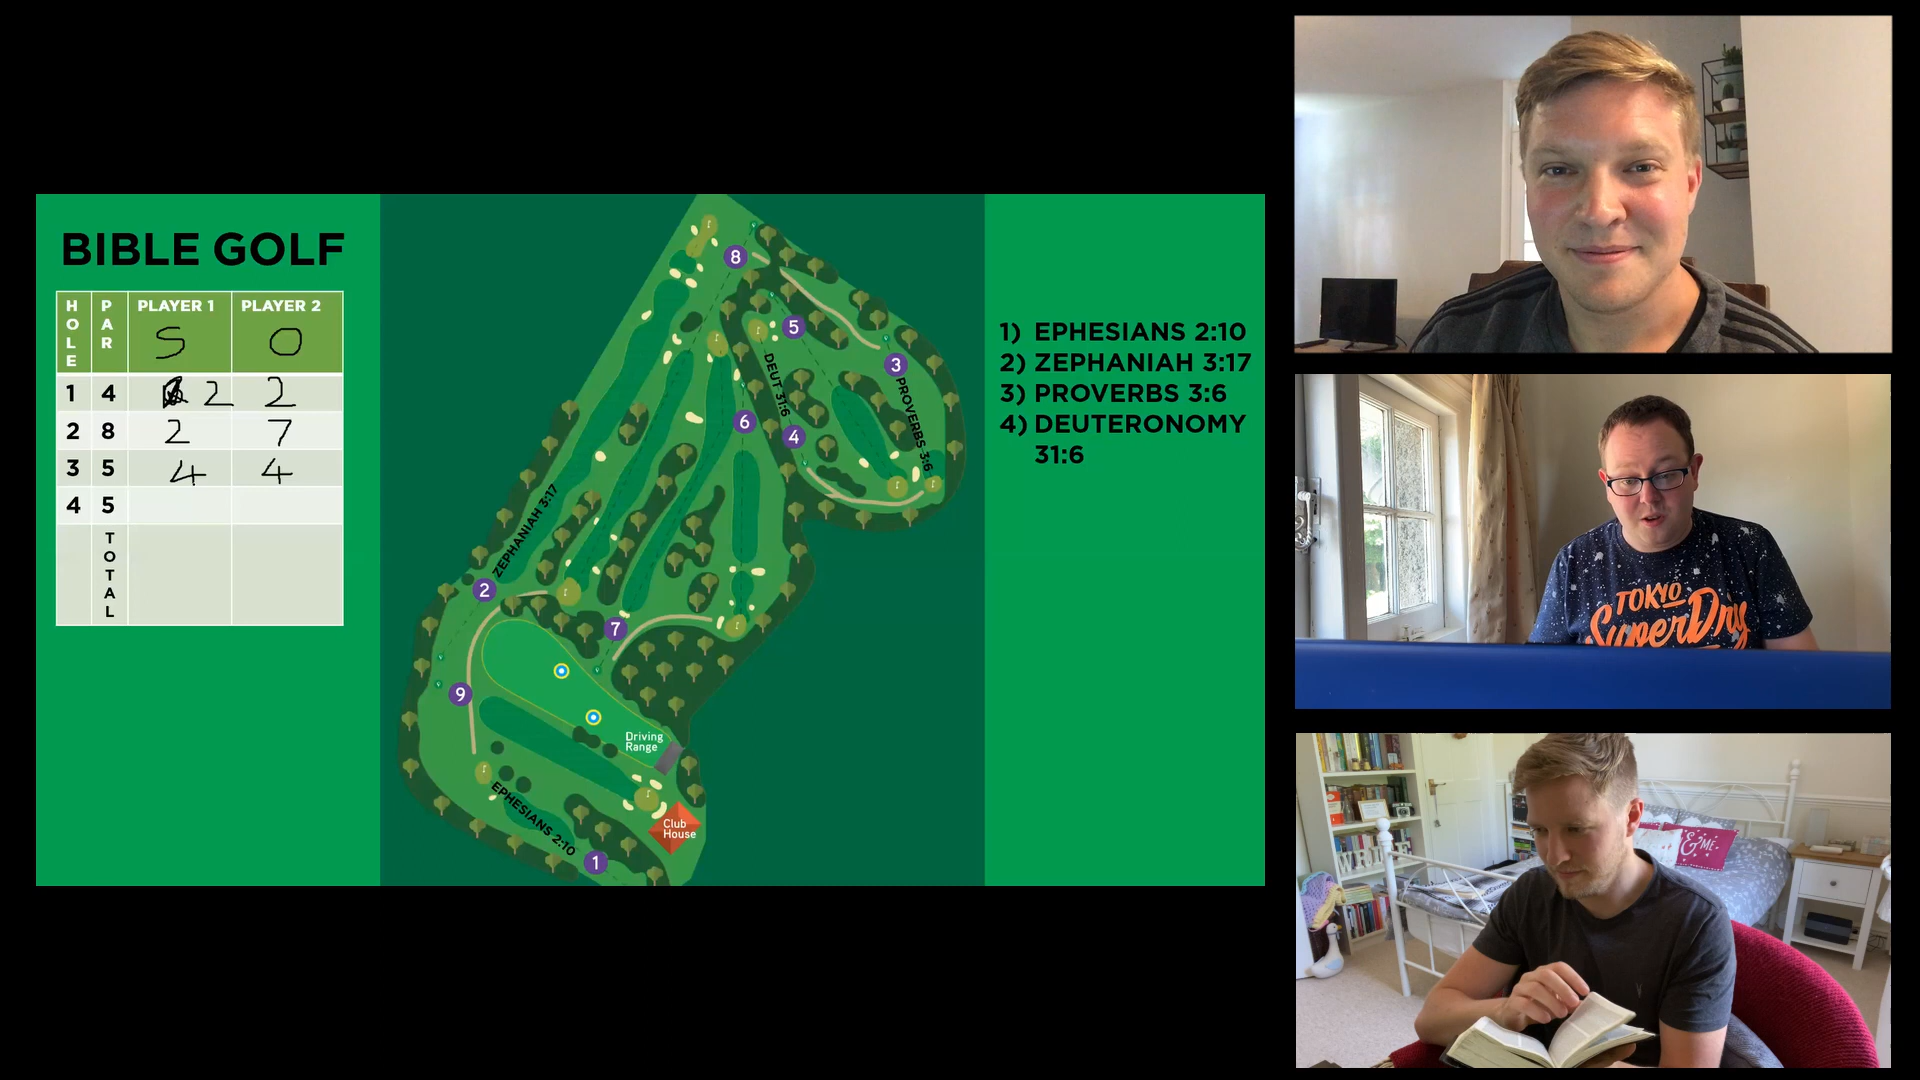 BIBLE GOLF
HOLE PAR PLAYER 1 PLAYER 2
S O
1 4 2 2
2 8 2 7
3 5 4 4
4 5
TOTAL
8
5
3
PROVERBS 3:6
DEUT 31:6
6
4
ZEPHANIAH 3:17
2
7
9
Driving
Range
Club
House
EPHESIANS 2:10
1
1) EPHESIANS 2:10
2) ZEPHANIAH 3:17
3) PROVERBS 3:6
4) DEUTERONOMY
31:6
TOKYO
SuperDry
&ME